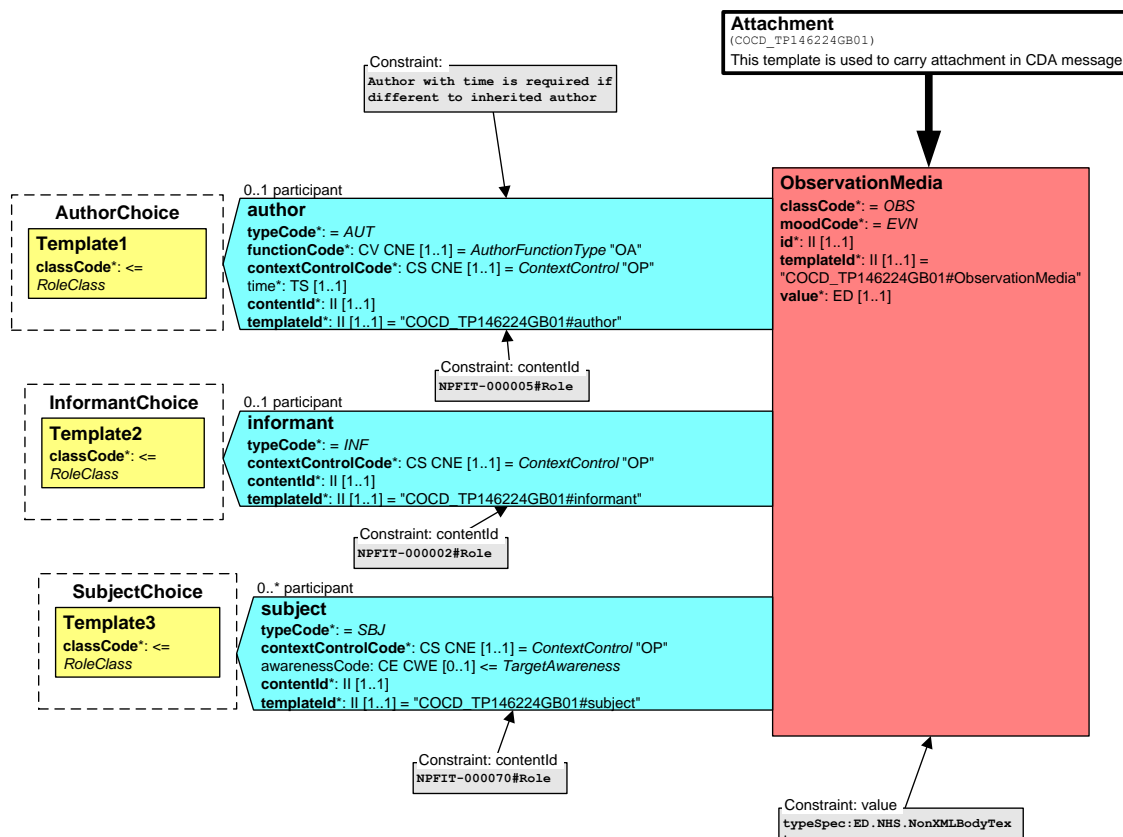 Attachment
(COCD_TP146224GB01)
This template is used to carry attachment in CDA message
Constraint:
Author with time is required if
different to inherited author
0..1 participant
AuthorChoice
Template1
classCode*: <=
RoleClass
author
typeCode*: = AUT
functionCode*: CV CNE [1..1] = AuthorFunctionType "OA"
contextControlCode*: CS CNE [1..1] = ContextControl "OP"
time*: TS [1..1]
contentId*: II [1..1]
templateId*: II [1..1] = "COCD_TP146224GB01#author"
ObservationMedia
classCode*: = OBS
moodCode*: = EVN
id*: II [1..1]
templateId*: II [1..1] =
"COCD_TP146224GB01#ObservationMedia"
value*: ED [1..1]
Constraint: contentId
NPFIT-000005#Role
0..1 participant
InformantChoice
Template2
classCode*: <=
RoleClass
informant
typeCode*: = INF
contextControlCode*: CS CNE [1..1] = ContextControl "OP"
contentId*: II [1..1]
templateId*: II [1..1] = "COCD_TP146224GB01#informant"
Constraint: contentId
NPFIT-000002#Role
0..* participant
SubjectChoice
Template3
classCode*: <=
RoleClass
subject
typeCode*: = SBJ
contextControlCode*: CS CNE [1..1] = ContextControl "OP"
awarenessCode: CE CWE [0..1] <= TargetAwareness
contentId*: II [1..1]
templateId*: II [1..1] = "COCD_TP146224GB01#subject"
Constraint: contentId
NPFIT-000070#Role
Constraint: value
typeSpec:ED.NHS.NonXMLBodyTex